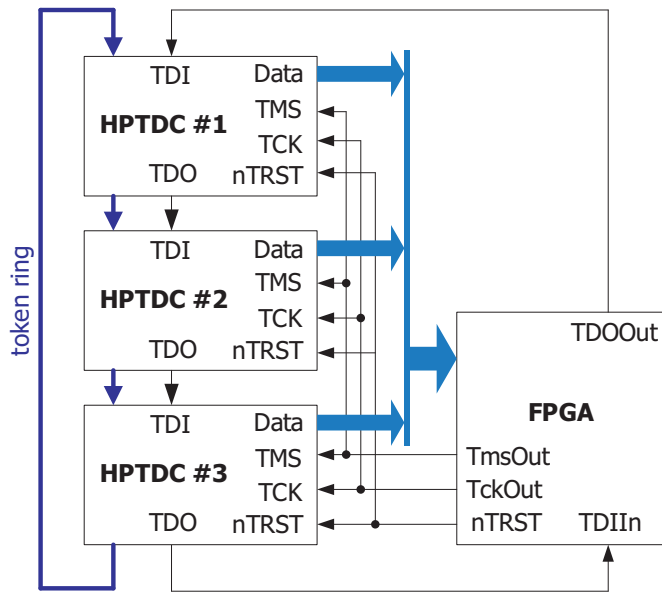 token ring
TDI
Data
HPTDC #1
TMS
TCK
TDO
nTRST
TDI
Data
HPTDC #2
TMS
TCK
TDO
nTRST
TDI
Data
HPTDC #3
TMS
TCK
TDO
nTRST
TDOOut
FPGA
TmsOut
TckOut
nTRST
TDIIn